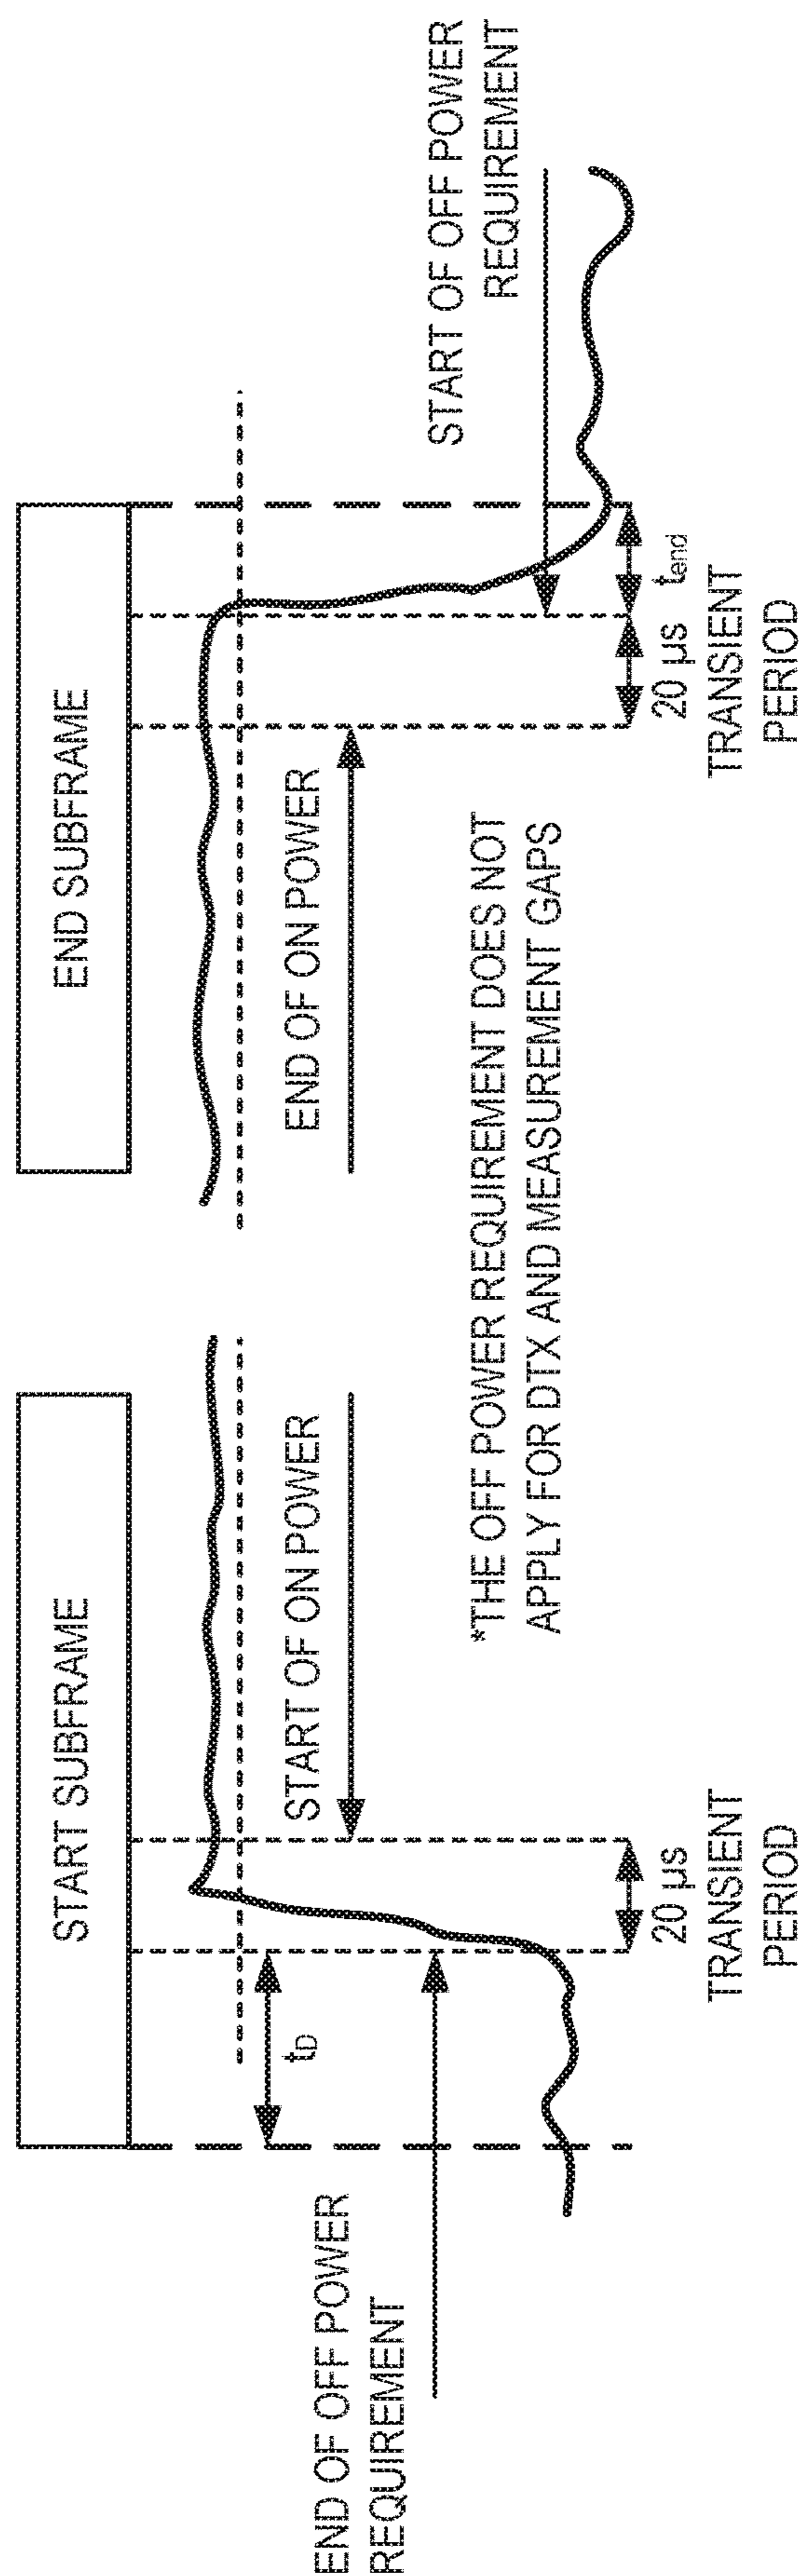 START SUBFRAME
END SUBFRAME
t_D
END OF OFF POWER
REQUIREMENT
START OF ON POWER
20 µs
TRANSIENT
PERIOD
END OF ON POWER
START OF OFF POWER
REQUIREMENT
20 µs
t_end
TRANSIENT
PERIOD
*THE OFF POWER REQUIREMENT DOES NOT
APPLY FOR DTX AND MEASUREMENT GAPS